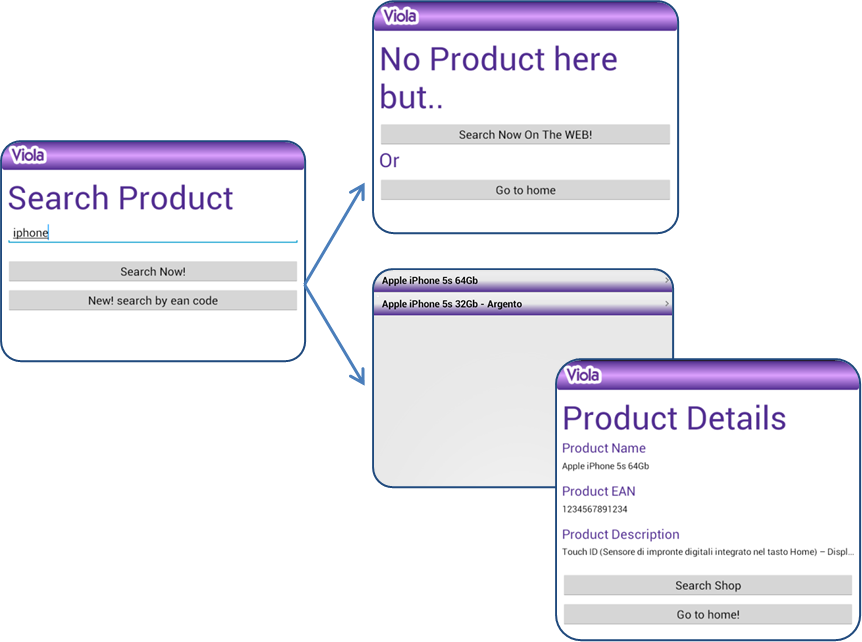 Viola
Search Product
iphone
Search Now!
New! search by ean code
Viola
No Product here
but..
Search Now On The WEB!
Or
Go to home
Apple iPhone 5s 64Gb
Apple iPhone 5s 32Gb - Argento
Viola
Product Details
Product Name
Apple iPhone 5s 64Gb
Product EAN
1234567891234
Product Description
Touch ID (Sensore di impronte digitali integrato nel tasto Home) – Displ...
Search Shop
Go to home!